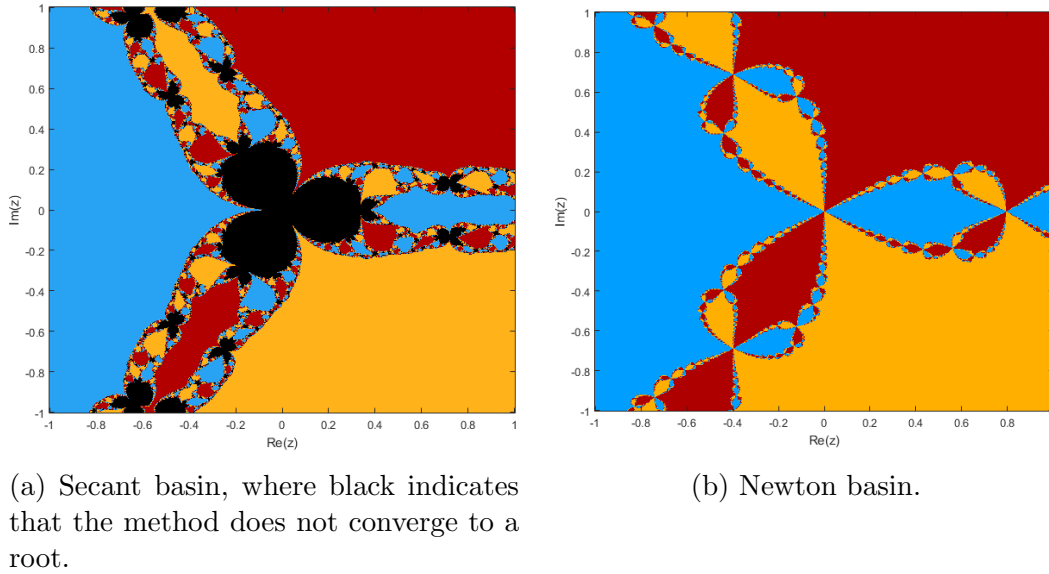 1
0.8
0.6
0.4
0.2
0
-0.2
-0.4
-0.6
-0.8
-1
Im(z)
-1 -0.8 -0.6 -0.4 -0.2 0 0.2 0.4 0.6 0.8 1
Re(z)
1
0.8
0.6
0.4
0.2
0
-0.2
-0.4
-0.6
-0.8
-1
Im(z)
-1 -0.8 -0.6 -0.4 -0.2 0 0.2 0.4 0.6 0.8
Re(z)
(a) Secant basin, where black indicates
that the method does not converge to a
root.
(b) Newton basin.